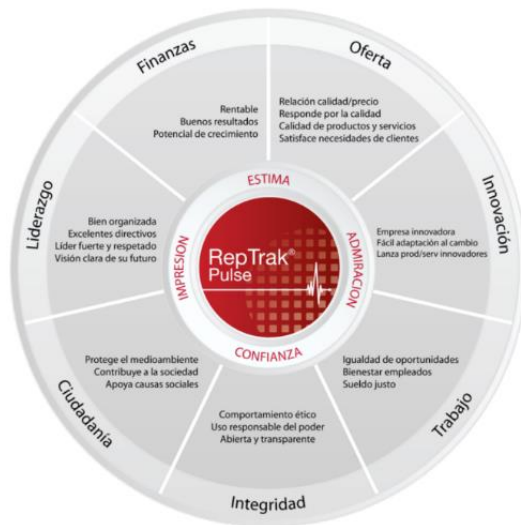 Finanzas
Oferta
Rentable
Buenos resultados
Potencial de crecimiento
Relación calidad/precio
Responde por la calidad
Calidad de productos y servicios
Satisface necesidades de clientes
Liderazgo
Bien organizada
Excelentes directivos
Líder fuerte y respetado
Visión clara de su futuro
ESTIMA
IMPRESION
RepTrak®
Pulse
ADMIRACION
CONFIANZA
Empresa innovadora
Fácil adaptación al cambio
Lanza prod/serv innovadores
Innovación
Protege el medioambiente
Contribuye a la sociedad
Apoya causas sociales
Ciudadanía
Comportamiento ético
Uso responsable del poder
Abierta y transparente
Integridad
Igualdad de oportunidades
Bienestar empleados
Sueldo justo
Trabajo